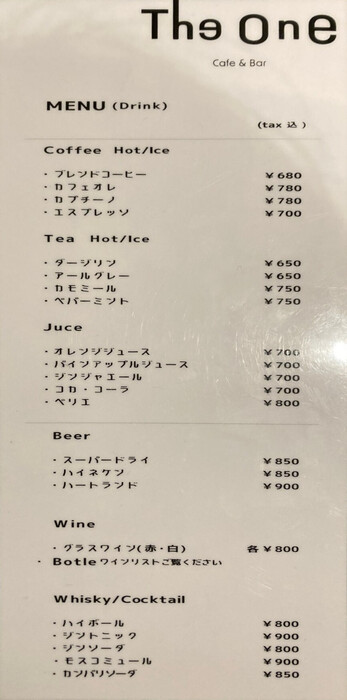 The One
Cafe & Bar
MENU (Drink)
(tax 込)
Coffee Hot/Ice
・ブレンドコーヒー ¥680
・カフェオレ ¥780
・カプチーノ ¥780
・エスプレッソ ¥700
Tea Hot/Ice
・ダージリン ¥650
・アールグレー ¥650
・カモミール ¥750
・ペパーミント ¥750
Juce
・オレンジジュース ¥700
・パインアップルジュース ¥700
・ジンジャエール ¥700
・コカ・コーラ ¥700
・ペリエ ¥800
Beer
・スーパードライ ¥850
・ハイネケン ¥850
・ハートランド ¥900
Wine
・グラスワイン(赤・白) 各¥800
・Botleワインリストご覧ください
Whisky/Cocktail
・ハイボール ¥800
・ジントニック ¥900
・ジンソーダ ¥800
・モスコミュール ¥900
・カンパリソーダ ¥850